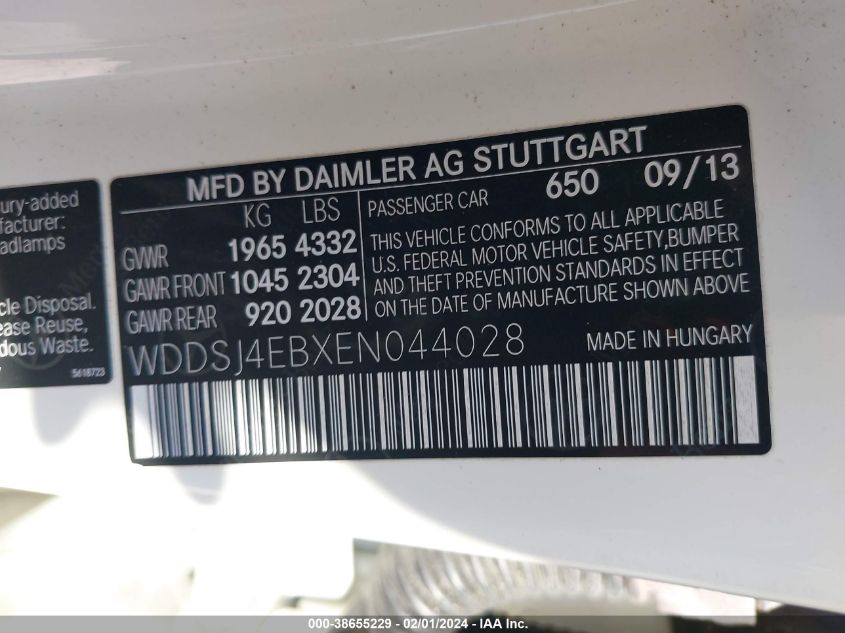 ury-added
facturer:
adlamps
cle Disposal.
ease Reuse,
dous Waste.
5618723
MFD BY DAIMLER AG STUTTGART
KG LBS
GVWR 1965 4332
GAWR FRONT 1045 2304
GAWR REAR 920 2028
PASSENGER CAR 650 09/13
THIS VEHICLE CONFORMS TO ALL APPLICABLE
U.S. FEDERAL MOTOR VEHICLE SAFETY,BUMPER
AND THEFT PREVENTION STANDARDS IN EFFECT
ON THE DATE OF MANUFACTURE SHOWN ABOVE
WDDSJ4EBXEN044028 MADE IN HUNGARY
000-38655229 - 02/01/2024 - IAA Inc.